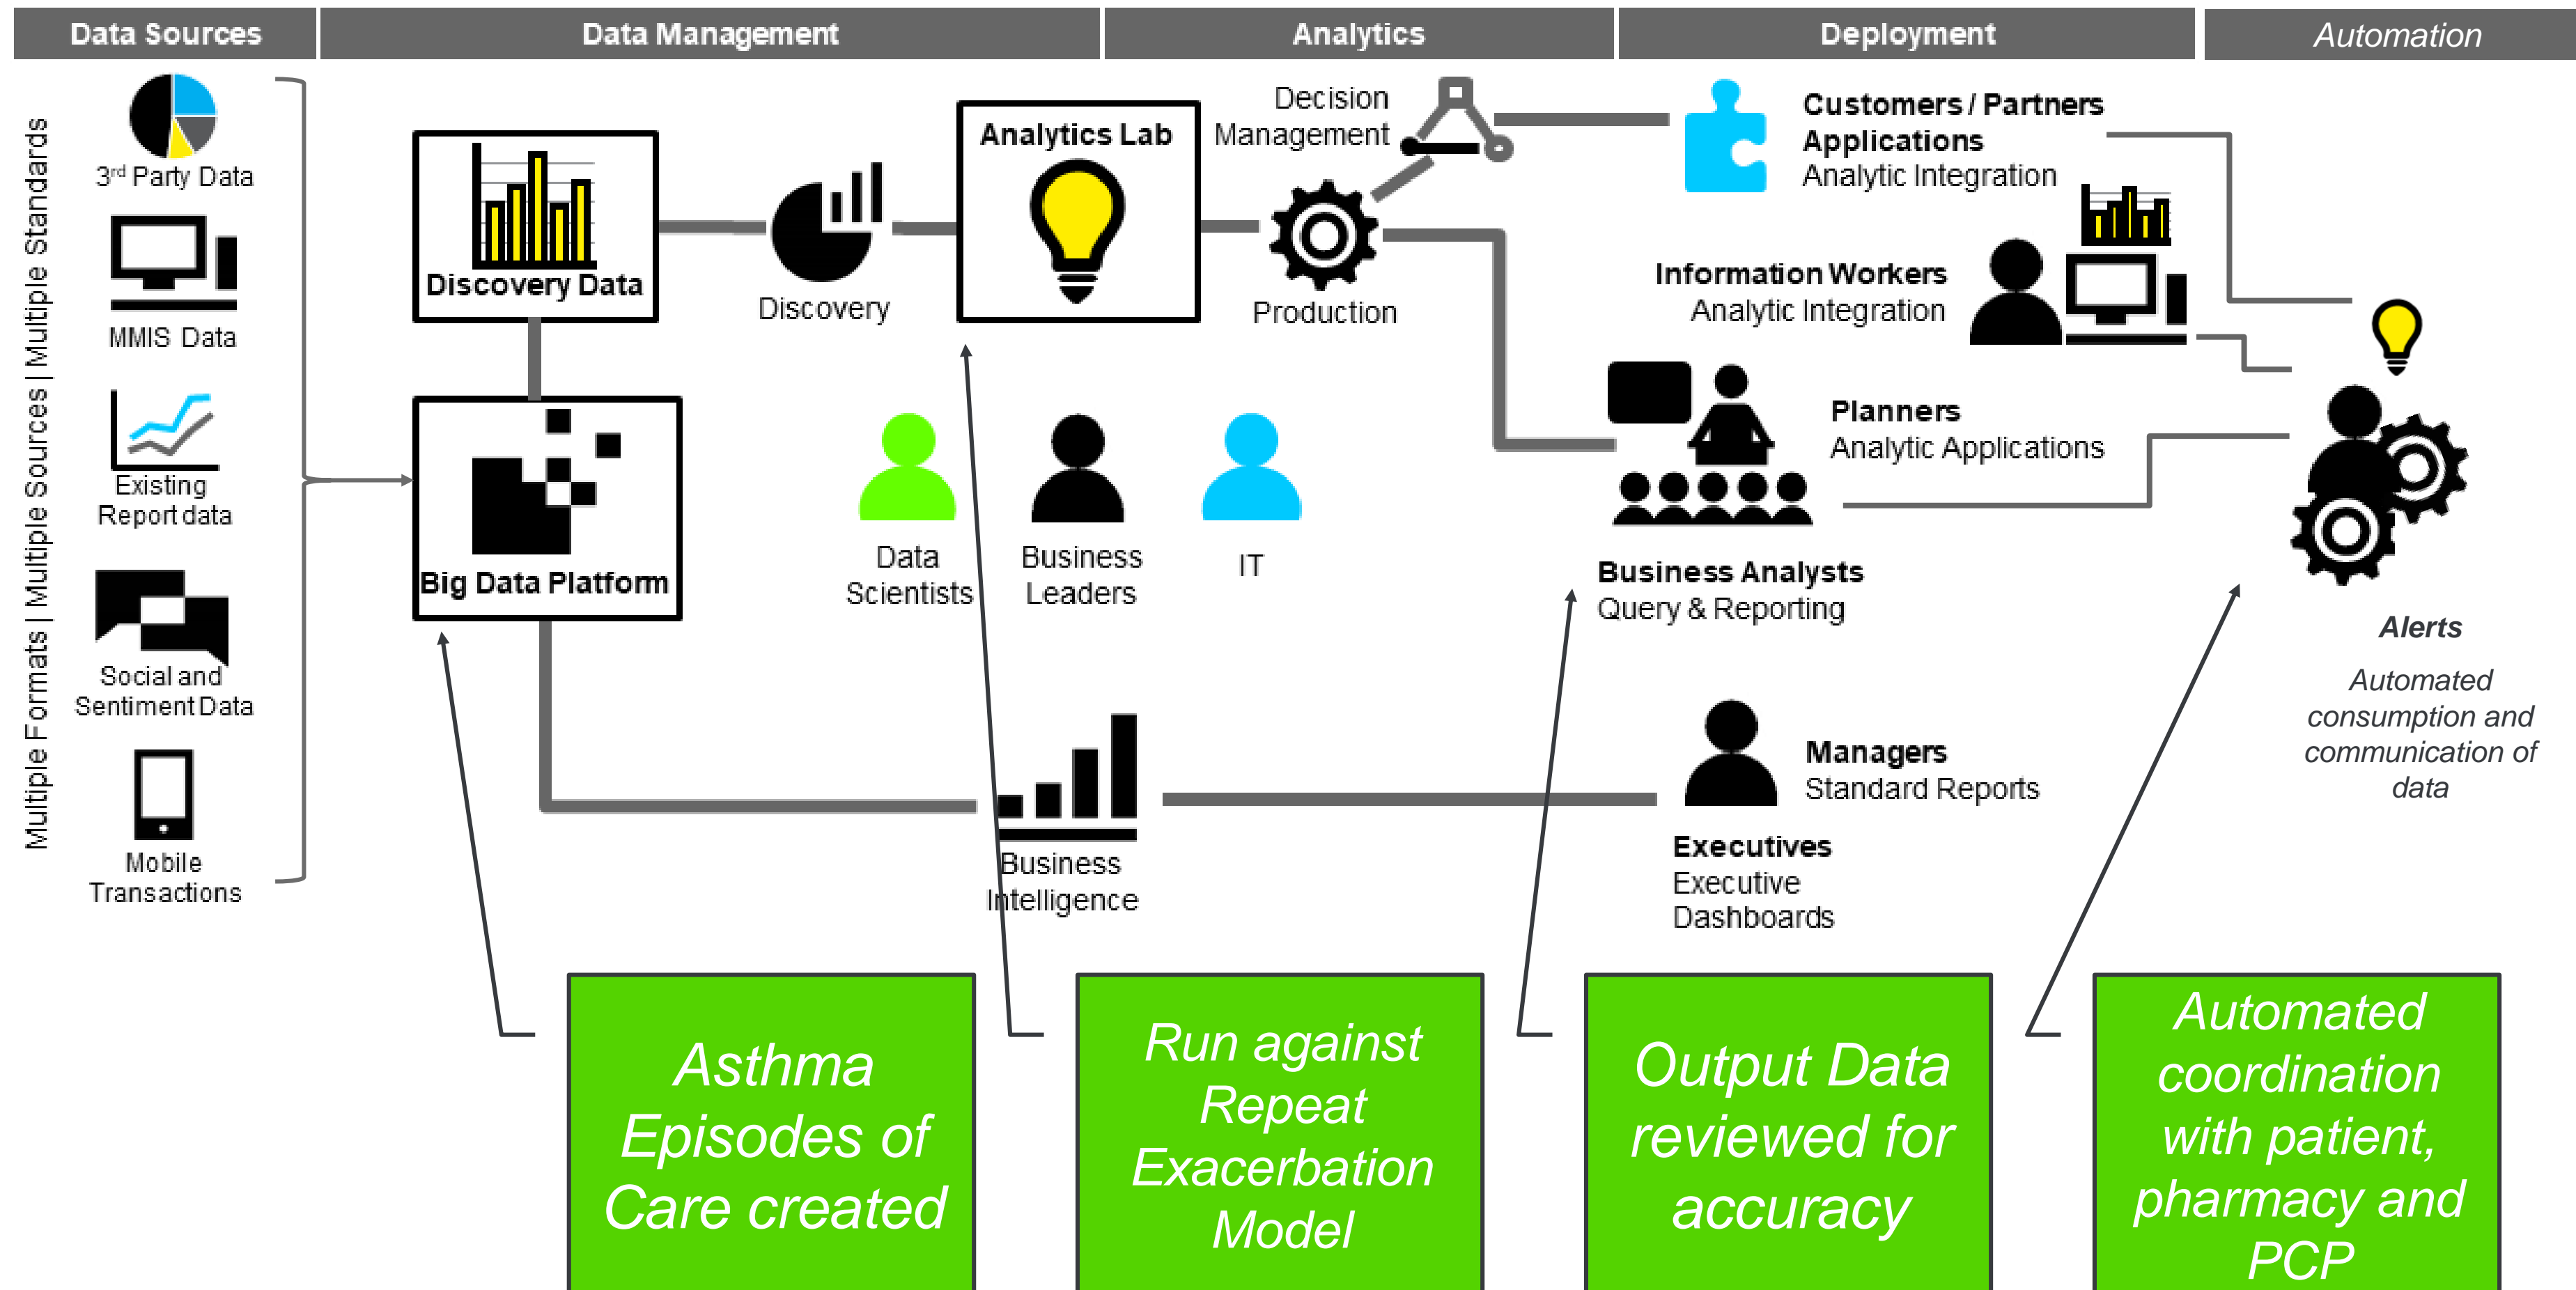 Data Sources
Data Management
Analytics
Deployment
Automation
Multiple Formats | Multiple Sources | Multiple Standards
3rd Party Data
MMIS Data
Existing
Report data
Social and
Sentiment Data
Mobile
Transactions
Discovery Data
Big Data Platform
Discovery
Analytics Lab
Data
Scientists
Business
Leaders
IT
Business
Intelligence
Decision
Management
Production
Customers / Partners
Applications
Analytic Integration
Information Workers
Analytic Integration
Planners
Analytic Applications
Business Analysts
Query & Reporting
Managers
Standard Reports
Executives
Executive
Dashboards
Alerts
Automated
consumption and
communication of
data
Asthma
Episodes of
Care created
Run against
Repeat
Exacerbation
Model
Output Data
reviewed for
accuracy
Automated
coordination
with patient,
pharmacy and
PCP